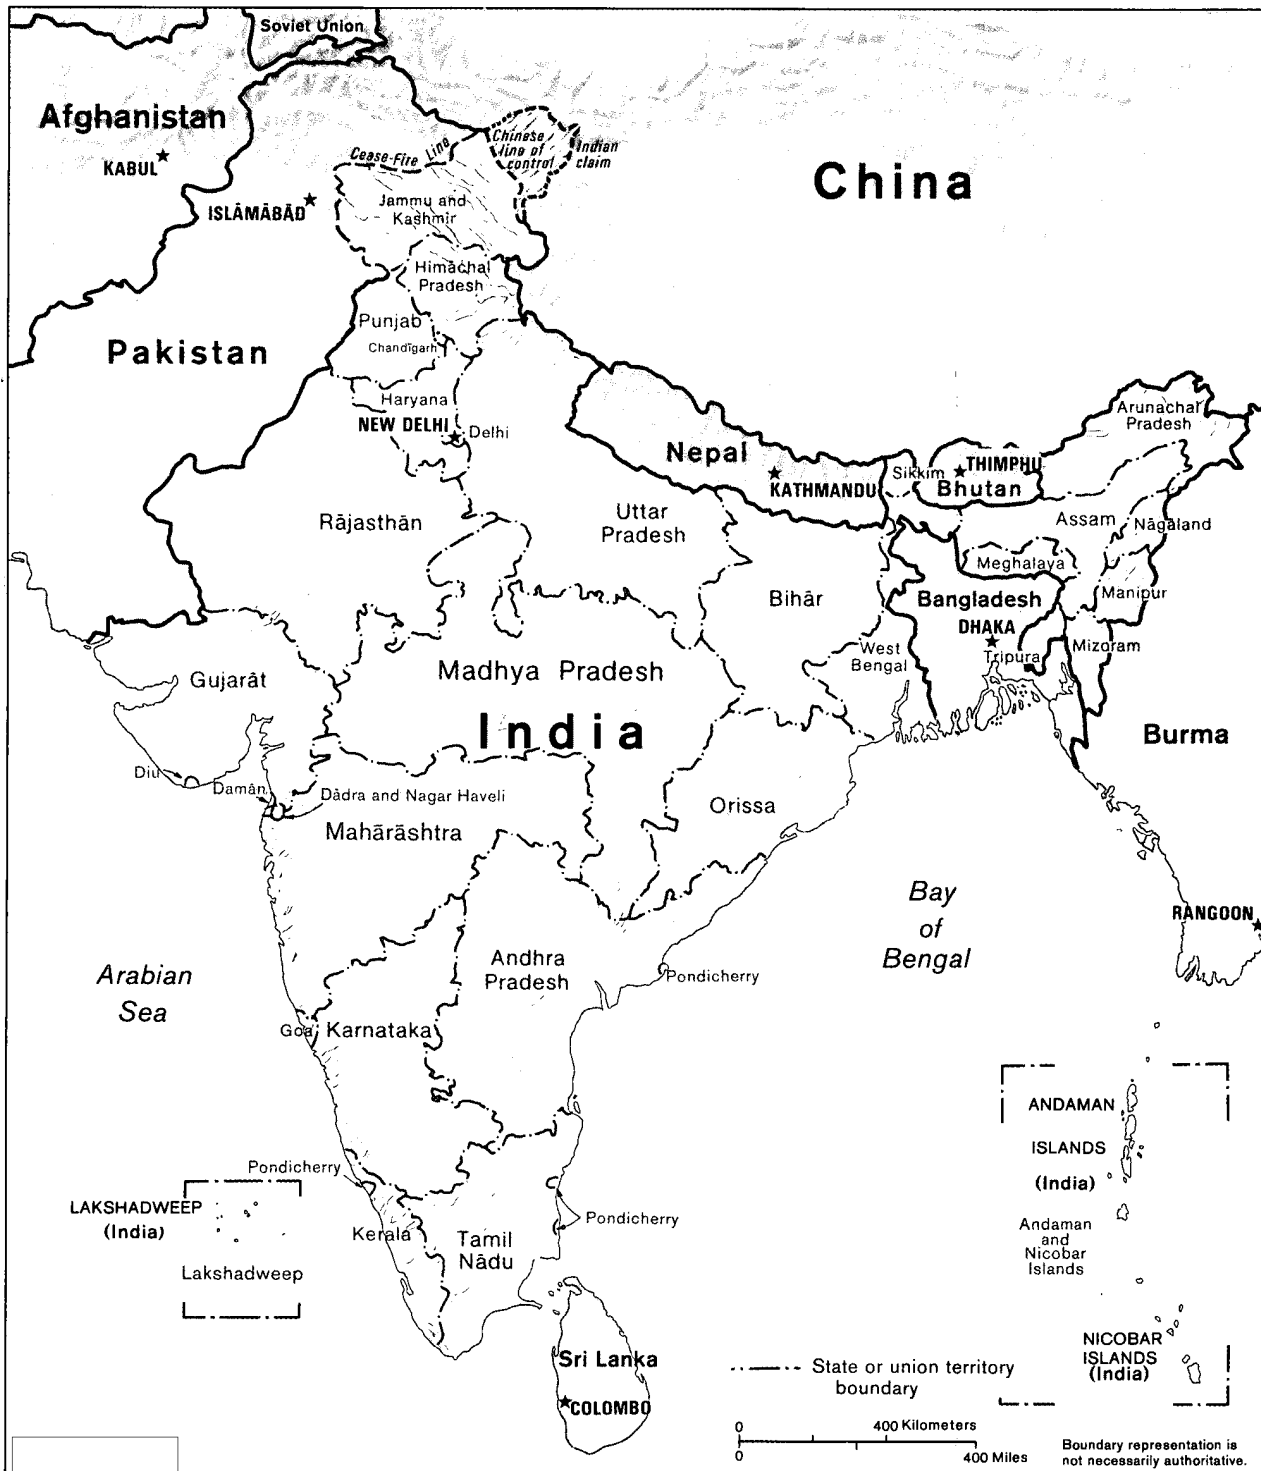 Soviet Union
Afghanistan
KABUL
ISLĀMĀBĀD
Cease-Fire Line
Chinese
line of
control
Indian
claim
China
Jammu and
Kashmir
Himāchal
Pradesh
Punjab
Chandīgarh
Pakistan
Haryana
NEW DELHI
Delhi
Nepal
KATHMANDU
Sikkim
THIMPHU
Bhutan
Arunachal
Pradesh
Rājasthān
Uttar
Pradesh
Assam
Nāgāland
Meghalaya
Manipur
Bihār
Bangladesh
DHAKA
Tripura
Mizoram
West
Bengal
Gujarāt
Madhya Pradesh
India
Burma
Diu
Damān
Dādra and Nagar Haveli
Orissa
Mahārāshtra
Bay
of
Bengal
RANGOON
Arabian
Sea
Andhra
Pradesh
Pondicherry
Goa
Karnataka
ANDAMAN
ISLANDS
(India)
Andaman
and
Nicobar
Islands
Pondicherry
LAKSHADWEEP
(India)
Lakshadweep
Kerala
Tamil
Nādu
Pondicherry
NICOBAR
ISLANDS
(India)
Sri Lanka
COLOMBO
State or union territory
boundary
0 400 Kilometers
0 400 Miles
Boundary representation is
not necessarily authoritative.